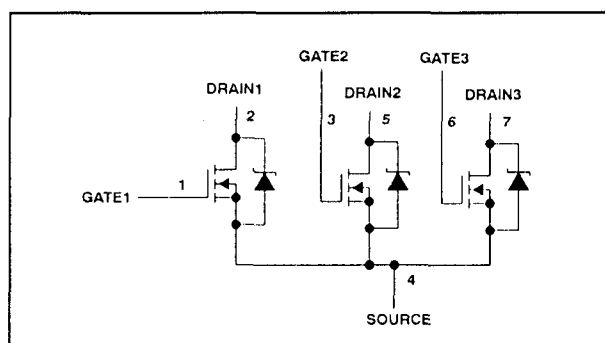 GATE2 GATE3
DRAIN1 DRAIN2 DRAIN3
2 3 5 6 7
1
GATE1
4
SOURCE